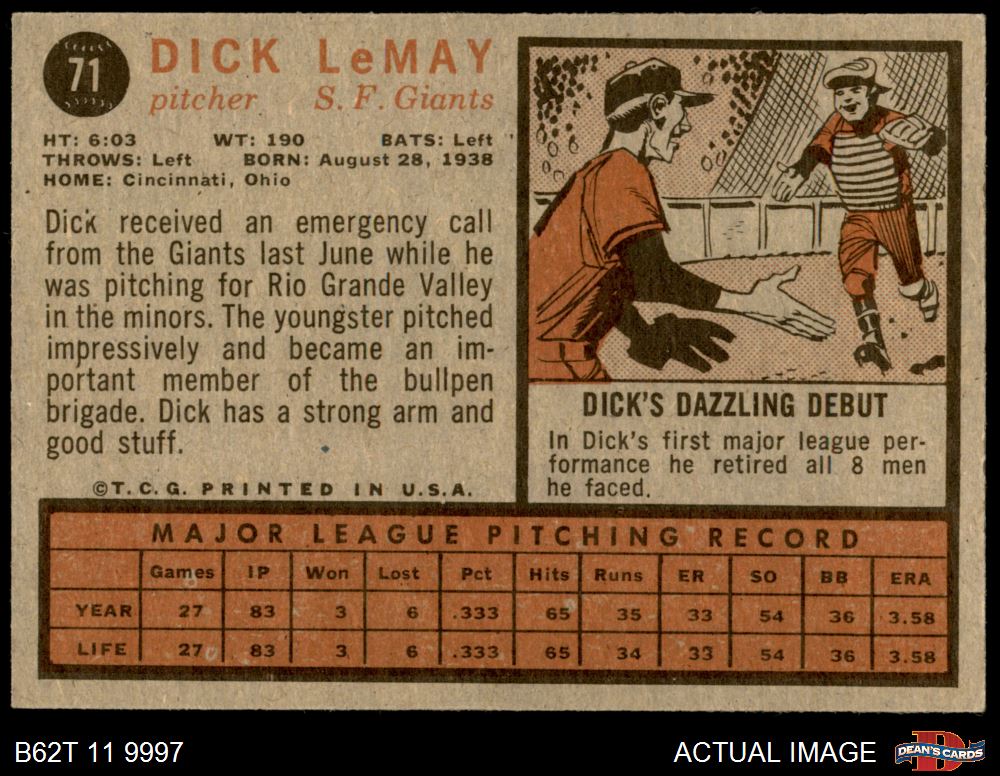 71
DICK LeMAY
pitcher S. F. Giants
HT: 6:03 WT: 190 BATS: Left
THROWS: Left BORN: August 28, 1938
HOME: Cincinnati, Ohio
Dick received an emergency call
from the Giants last June while he
was pitching for Rio Grande Valley
in the minors. The youngster pitched
impressively and became an im-
portant member of the bullpen
brigade. Dick has a strong arm and
good stuff.
©T. C. G. PRINTED IN U.S.A.
DICK'S DAZZLING DEBUT
In Dick's first major league per-
formance he retired all 8 men
he faced.
MAJOR LEAGUE PITCHING RECORD
Games IP Won Lost Pct Hits Runs ER SO BB ERA
YEAR 27 83 3 6 .333 65 35 33 54 36 3.58
LIFE 27 83 3 6 .333 65 34 33 54 36 3.58
B62T 11 9997
ACTUAL IMAGE
D
DEAN'S CARDS